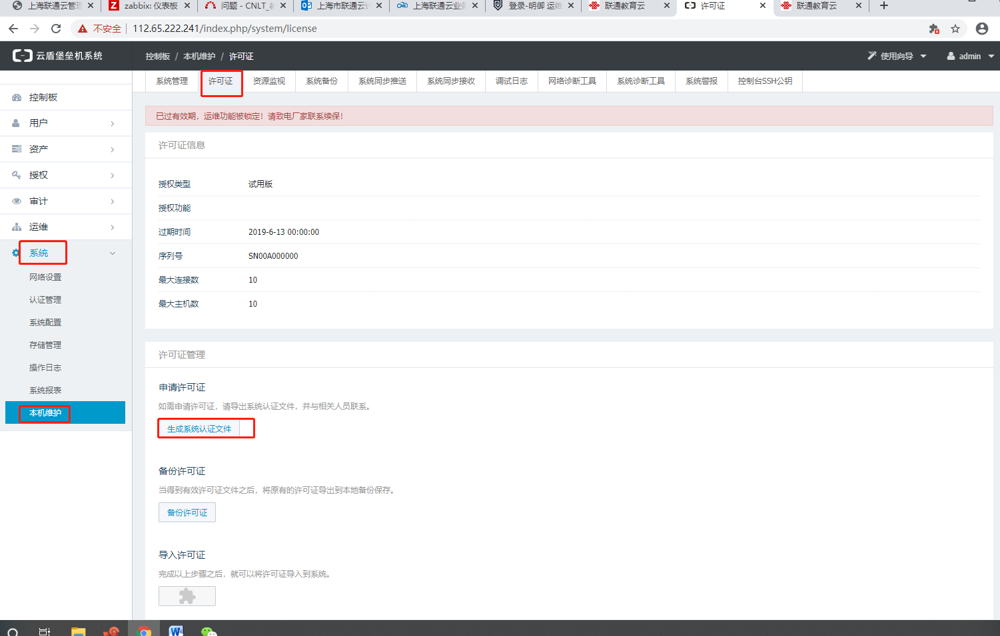 上海联通云管理
zabbix: 仪表板
问题 - CNLT_
上海市联通云计
上海联通云业务
登录-明御 运维
联通教育云
许可证
联通教育云
不安全
112.65.222.241/index.php/system/license
云盾堡垒机系统
控制板 / 本机维护 / 许可证
使用向导
admin
系统管理
许可证
资源监视
系统备份
系统同步推送
系统同步接收
调试日志
网络诊断工具
系统诊断工具
系统警报
控制台SSH公钥
控制板
用户
资产
授权
审计
运维
系统
网络设置
认证管理
系统配置
存储管理
操作日志
系统报表
本机维护
已过有效期，运维功能被锁定！请致电厂家联系续保！
许可证信息
授权类型 试用版
授权功能
过期时间 2019-6-13 00:00:00
序列号 SN00A000000
最大连接数 10
最大主机数 10
许可证管理
申请许可证
如需申请许可证，请导出系统认证文件，并与相关人员联系。
生成系统认证文件
备份许可证
当得到有效许可证文件之后，将原有的许可证导出到本地备份保存。
备份许可证
导入许可证
完成以上步骤之后，就可以将许可证导入到系统。